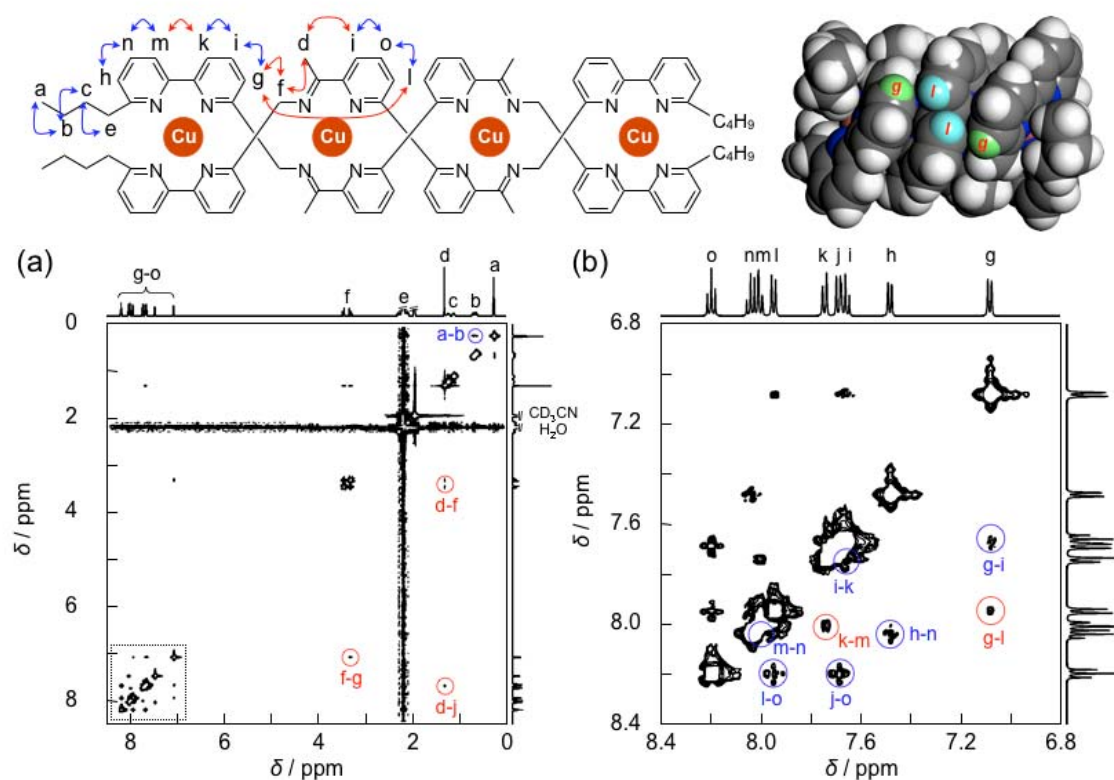 n m k i d i o
h g f l
a c
b e
Cu Cu Cu Cu
C4H9
C4H9
g l
l g
(a)
g-o f e d c b a
0
2
4
6
8
δ / ppm
a-b
CD3CN
H2O
d-f
f-g
d-j
8 6 4 2 0
δ / ppm
(b)
o n m l k j i h g
6.8
7.2
7.6
8.0
8.4
δ / ppm
g-i
i-k
g-l
k-m
h-n
m-n
l-o
j-o
8.4 8.0 7.6 7.2 6.8
δ / ppm